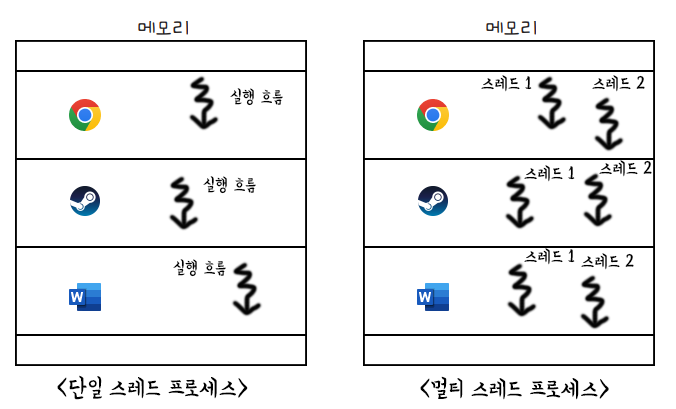 메모리
실행 흐름
실행 흐름
실행 흐름
W
<단일 스레드 프로세스>
메모리
스레드 1
스레드 2
스레드 1
스레드 2
스레드 1
스레드 2
W
<멀티 스레드 프로세스>